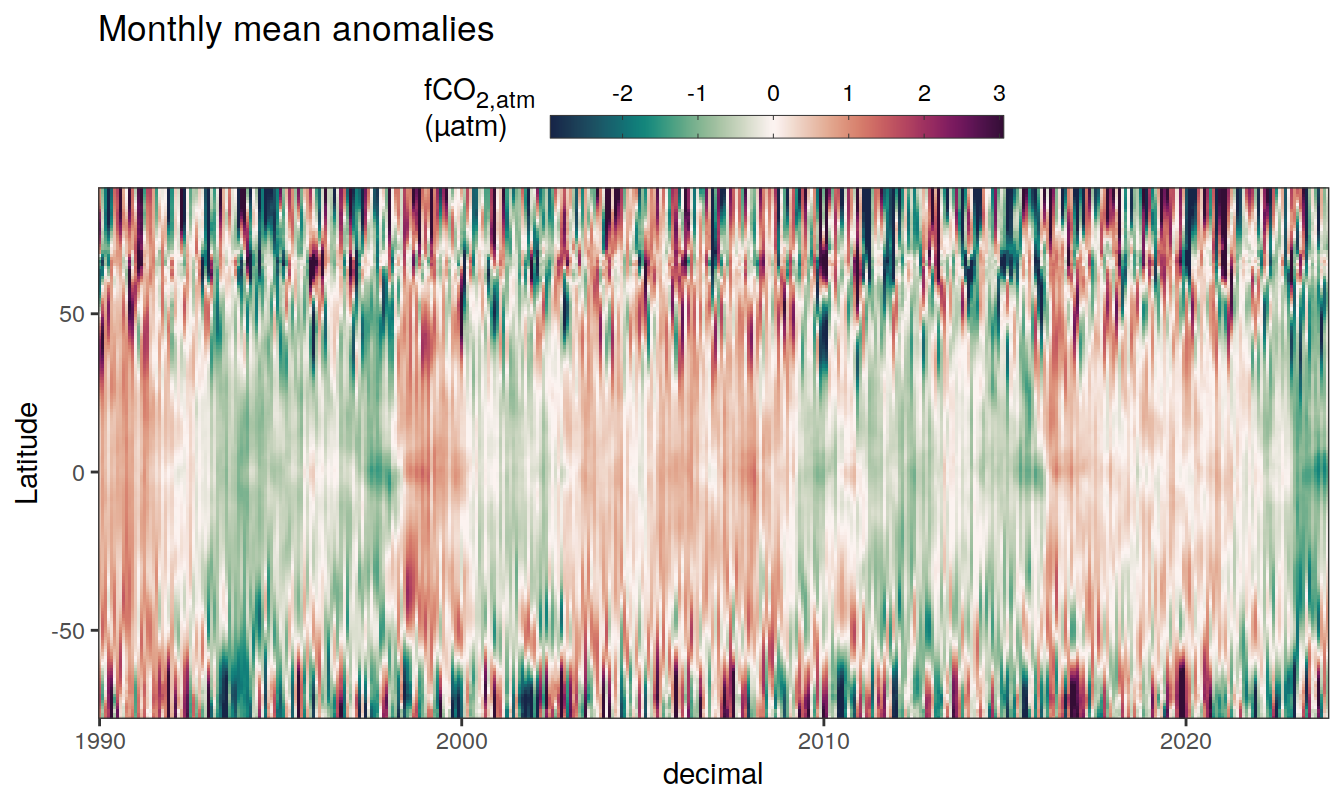 Monthly mean anomalies
fCO2,atm
(µatm)
-2 -1 0 1 2 3
Latitude
50
0
-50
1990 2000 2010 2020
decimal